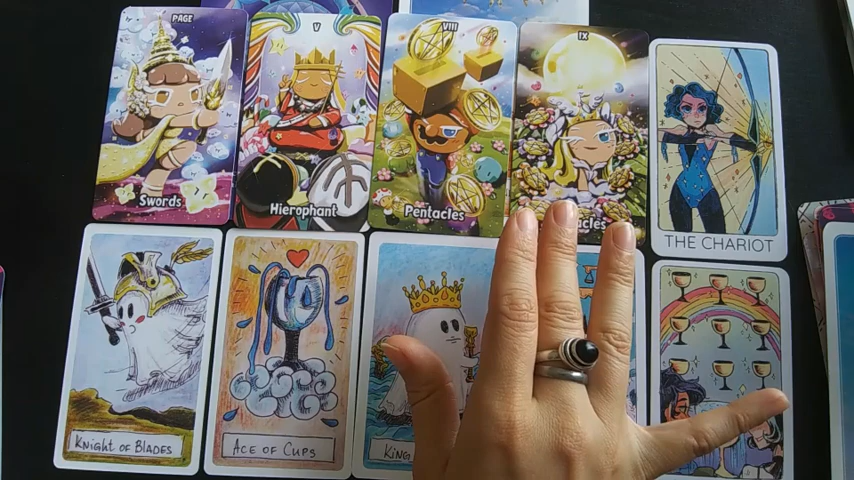 PAGE
Swords
V
Hierophant
VIII
Pentacles
IX
THE CHARIOT
KNIGHT OF BLADES
ACE OF CUPS